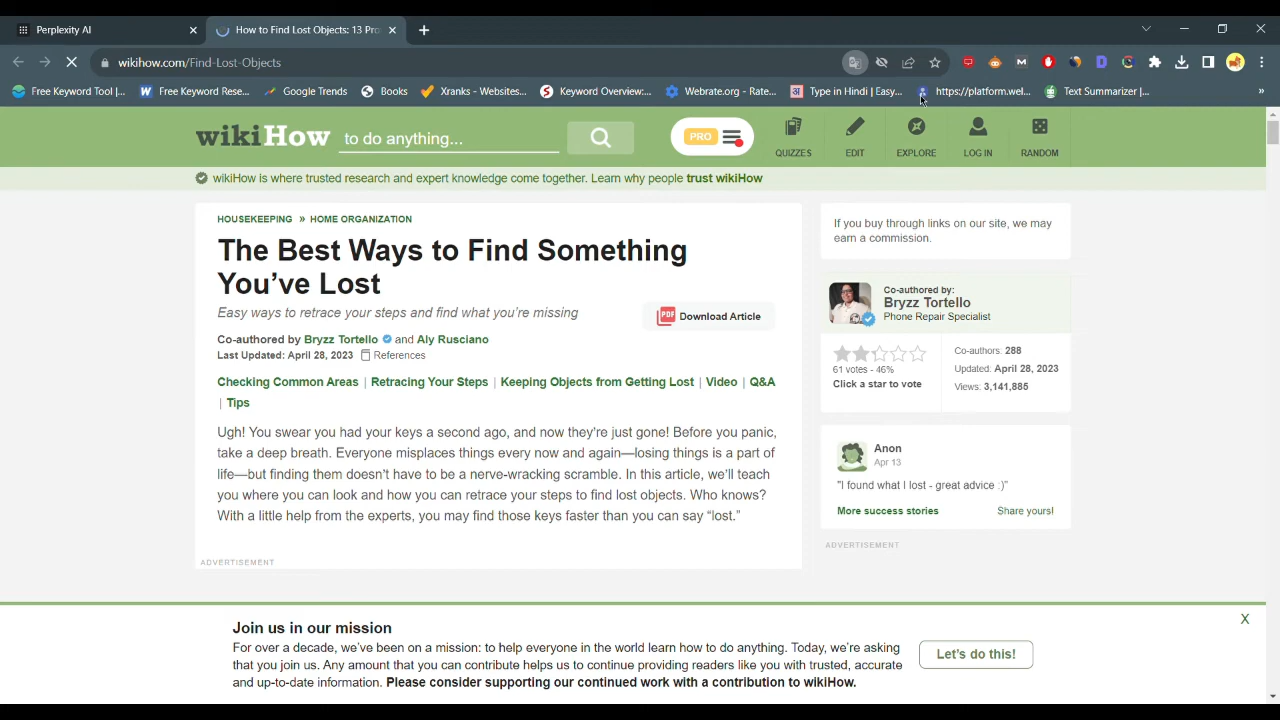 Perplexity AI
How to Find Lost Objects: 13 Pro
wikihow.com/Find-Lost-Objects
Free Keyword Tool |... Free Keyword Rese... Google Trends Books Xranks - Websites... Keyword Overview:... Webrate.org - Rate... Type in Hindi | Easy... https://platform.wel... Text Summarizer |... »
wikiHow to do anything... PRO QUIZZES EDIT EXPLORE LOG IN RANDOM
wikiHow is where trusted research and expert knowledge come together. Learn why people trust wikiHow
HOUSEKEEPING » HOME ORGANIZATION
The Best Ways to Find Something
You’ve Lost
Easy ways to retrace your steps and find what you’re missing
PDF Download Article
Co-authored by Bryzz Tortello and Aly Rusciano
Last Updated: April 28, 2023 References
Checking Common Areas | Retracing Your Steps | Keeping Objects from Getting Lost | Video | Q&A
| Tips
Ugh! You swear you had your keys a second ago, and now they’re just gone! Before you panic,
take a deep breath. Everyone misplaces things every now and again—losing things is a part of
life—but finding them doesn’t have to be a nerve-wracking scramble. In this article, we’ll teach
you where you can look and how you can retrace your steps to find lost objects. Who knows?
With a little help from the experts, you may find those keys faster than you can say “lost.”
ADVERTISEMENT
If you buy through links on our site, we may
earn a commission.
Co-authored by:
Bryzz Tortello
Phone Repair Specialist
61 votes - 46%
Click a star to vote
Co-authors: 288
Updated: April 28, 2023
Views: 3,141,885
Anon
Apr 13
"I found what I lost - great advice :)"
More success stories Share yours!
ADVERTISEMENT
Join us in our mission
X
For over a decade, we’ve been on a mission: to help everyone in the world learn how to do anything. Today, we’re asking
that you join us. Any amount that you can contribute helps us to continue providing readers like you with trusted, accurate
and up-to-date information. Please consider supporting our continued work with a contribution to wikiHow.
Let’s do this!